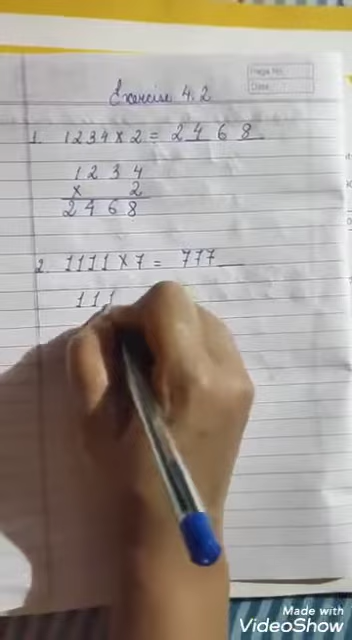 Page No.
Date
Exercise 4.2
1. 1234 × 2 = 2468
1234
× 2
2468
2. 1111 × 7 = 777
111
Made with
VideoShow